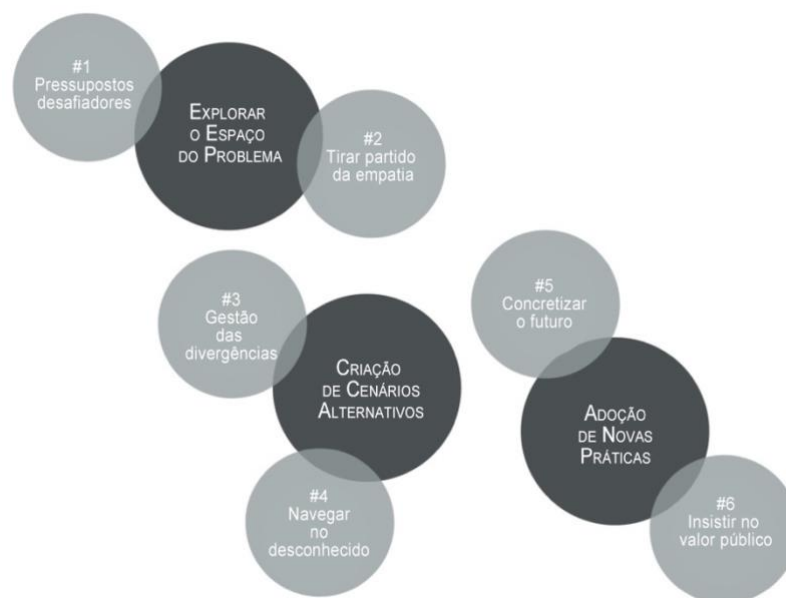 #1
Pressupostos
desafiadores
EXPLORAR
O ESPAÇO
DO PROBLEMA
#2
Tirar partido
da empatia
#3
Gestão
das
divergências
CRIAÇÃO
DE CENÁRIOS
ALTERNATIVOS
#4
Navegar
no
desconhecido
#5
Concretizar
o futuro
ADOÇÃO
DE NOVAS
PRÁTICAS
#6
Insistir no
valor público